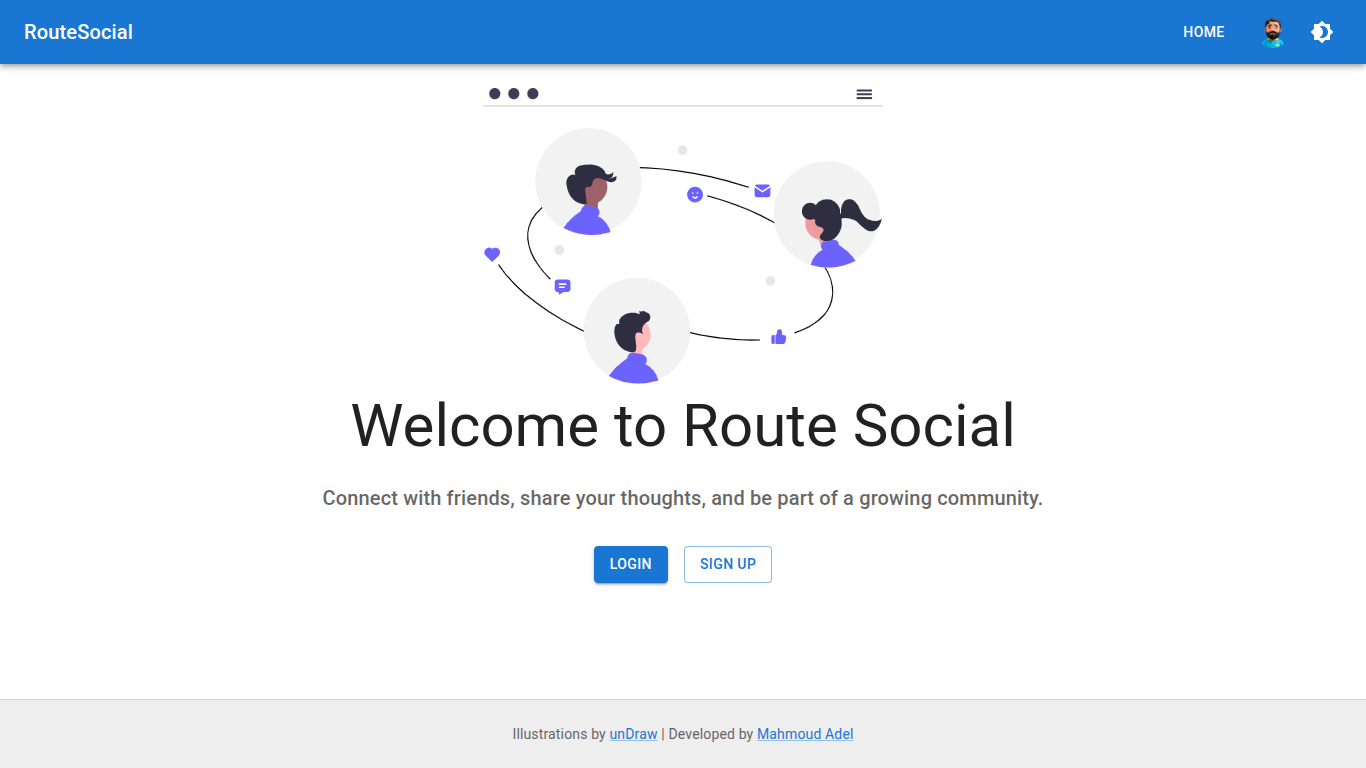 RouteSocial
HOME
Welcome to Route Social
Connect with friends, share your thoughts, and be part of a growing community.
LOGIN
SIGN UP
Illustrations by unDraw | Developed by Mahmoud Adel